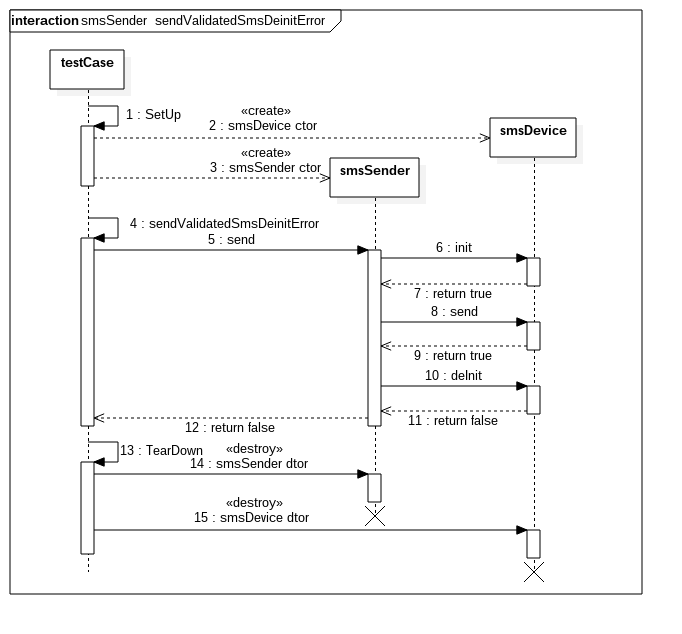 interaction smsSender sendValidatedSmsDeinitError
testCase
1 : SetUp
«create»
2 : smsDevice ctor
smsDevice
«create»
3 : smsSender ctor
smsSender
4 : sendValidatedSmsDeinitError
5 : send
6 : init
7 : return true
8 : send
9 : return true
10 : deInit
11 : return false
12 : return false
13 : TearDown
«destroy»
14 : smsSender dtor
«destroy»
15 : smsDevice dtor